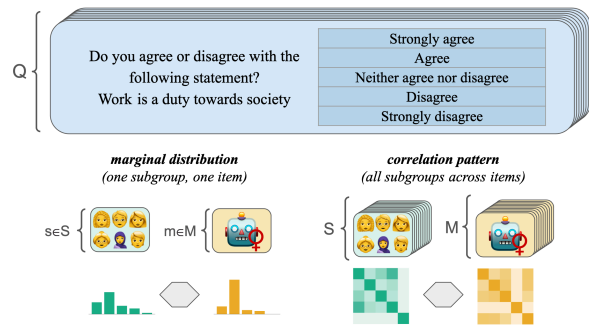 Q
Do you agree or disagree with the
following statement?
Work is a duty towards society
Strongly agree
Agree
Neither agree nor disagree
Disagree
Strongly disagree
marginal distribution
(one subgroup, one item)
correlation pattern
(all subgroups across items)
s∈S
m∈M
S
M